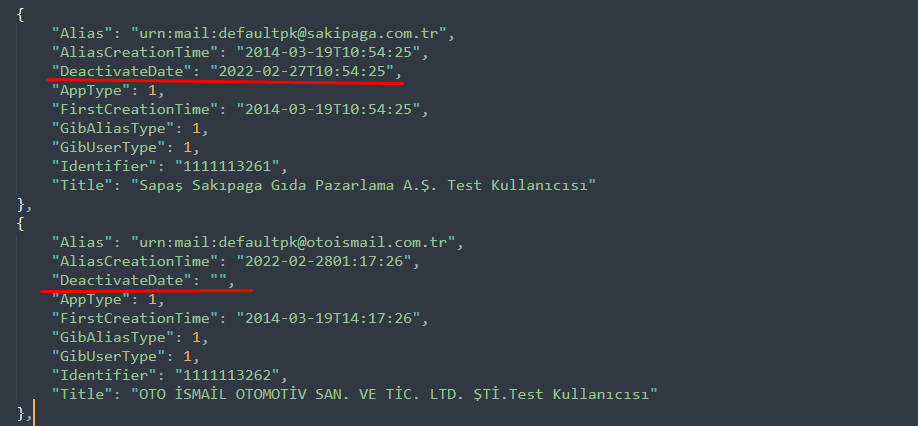 {
"Alias": "urn:mail:defaultpk@sakipaga.com.tr",
"AliasCreationTime": "2014-03-19T10:54:25",
"DeactivateDate": "2022-02-27T10:54:25",
"AppType": 1,
"FirstCreationTime": "2014-03-19T10:54:25",
"GibAliasType": 1,
"GibUserType": 1,
"Identifier": "1111113261",
"Title": "Sapaş Sakıpaga Gıda Pazarlama A.Ş. Test Kullanıcısı"
},
{
"Alias": "urn:mail:defaultpk@otoismail.com.tr",
"AliasCreationTime": "2022-02-2801:17:26",
"DeactivateDate": "",
"AppType": 1,
"FirstCreationTime": "2014-03-19T14:17:26",
"GibAliasType": 1,
"GibUserType": 1,
"Identifier": "1111113262",
"Title": "OTO İSMAİL OTOMOTİV SAN. VE TİC. LTD. ŞTİ.Test Kullanıcısı"
},